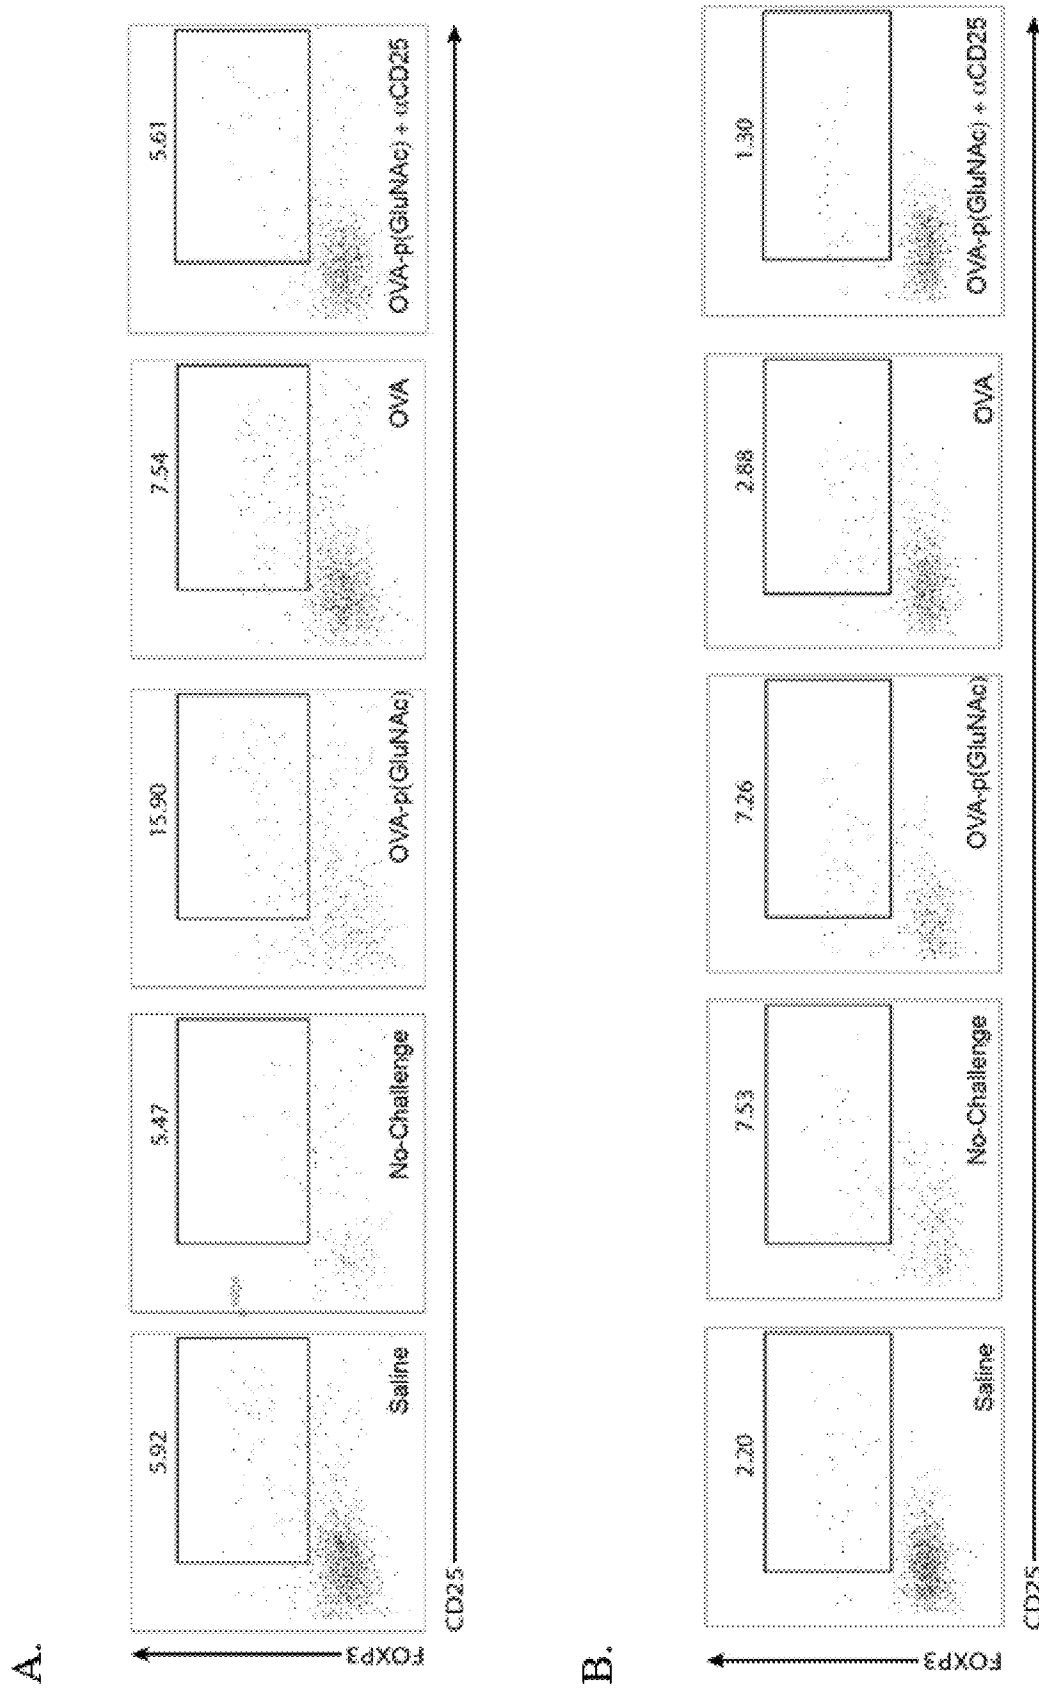 A.
FOXP3
5.92
Saline
5.47
No-Challenge
15.90
OVA-p(GluNAc)
7.54
OVA
5.61
OVA-p(GluNAc) + αCD25
CD25
B.
FOXP3
2.20
Saline
7.53
No-Challenge
7.26
OVA-p(GluNAc)
2.88
OVA
1.30
OVA-p(GluNAc) + αCD25
CD25